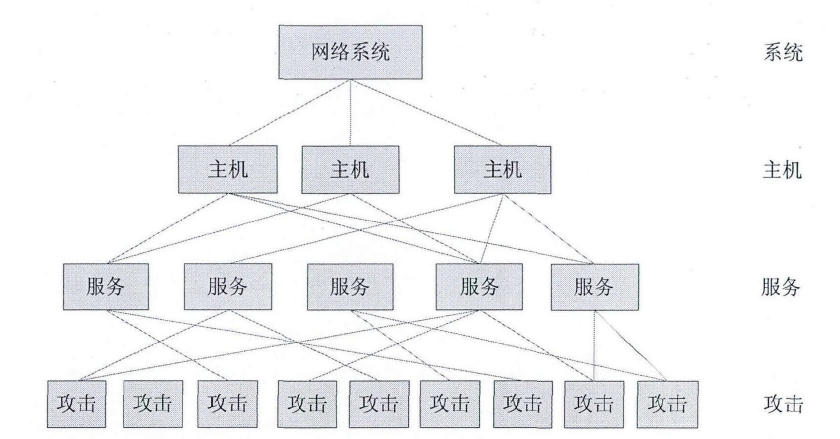 网络系统 系统
主机 主机 主机 主机
服务 服务 服务 服务 服务 服务
攻击 攻击 攻击 攻击 攻击 攻击 攻击 攻击 攻击 攻击